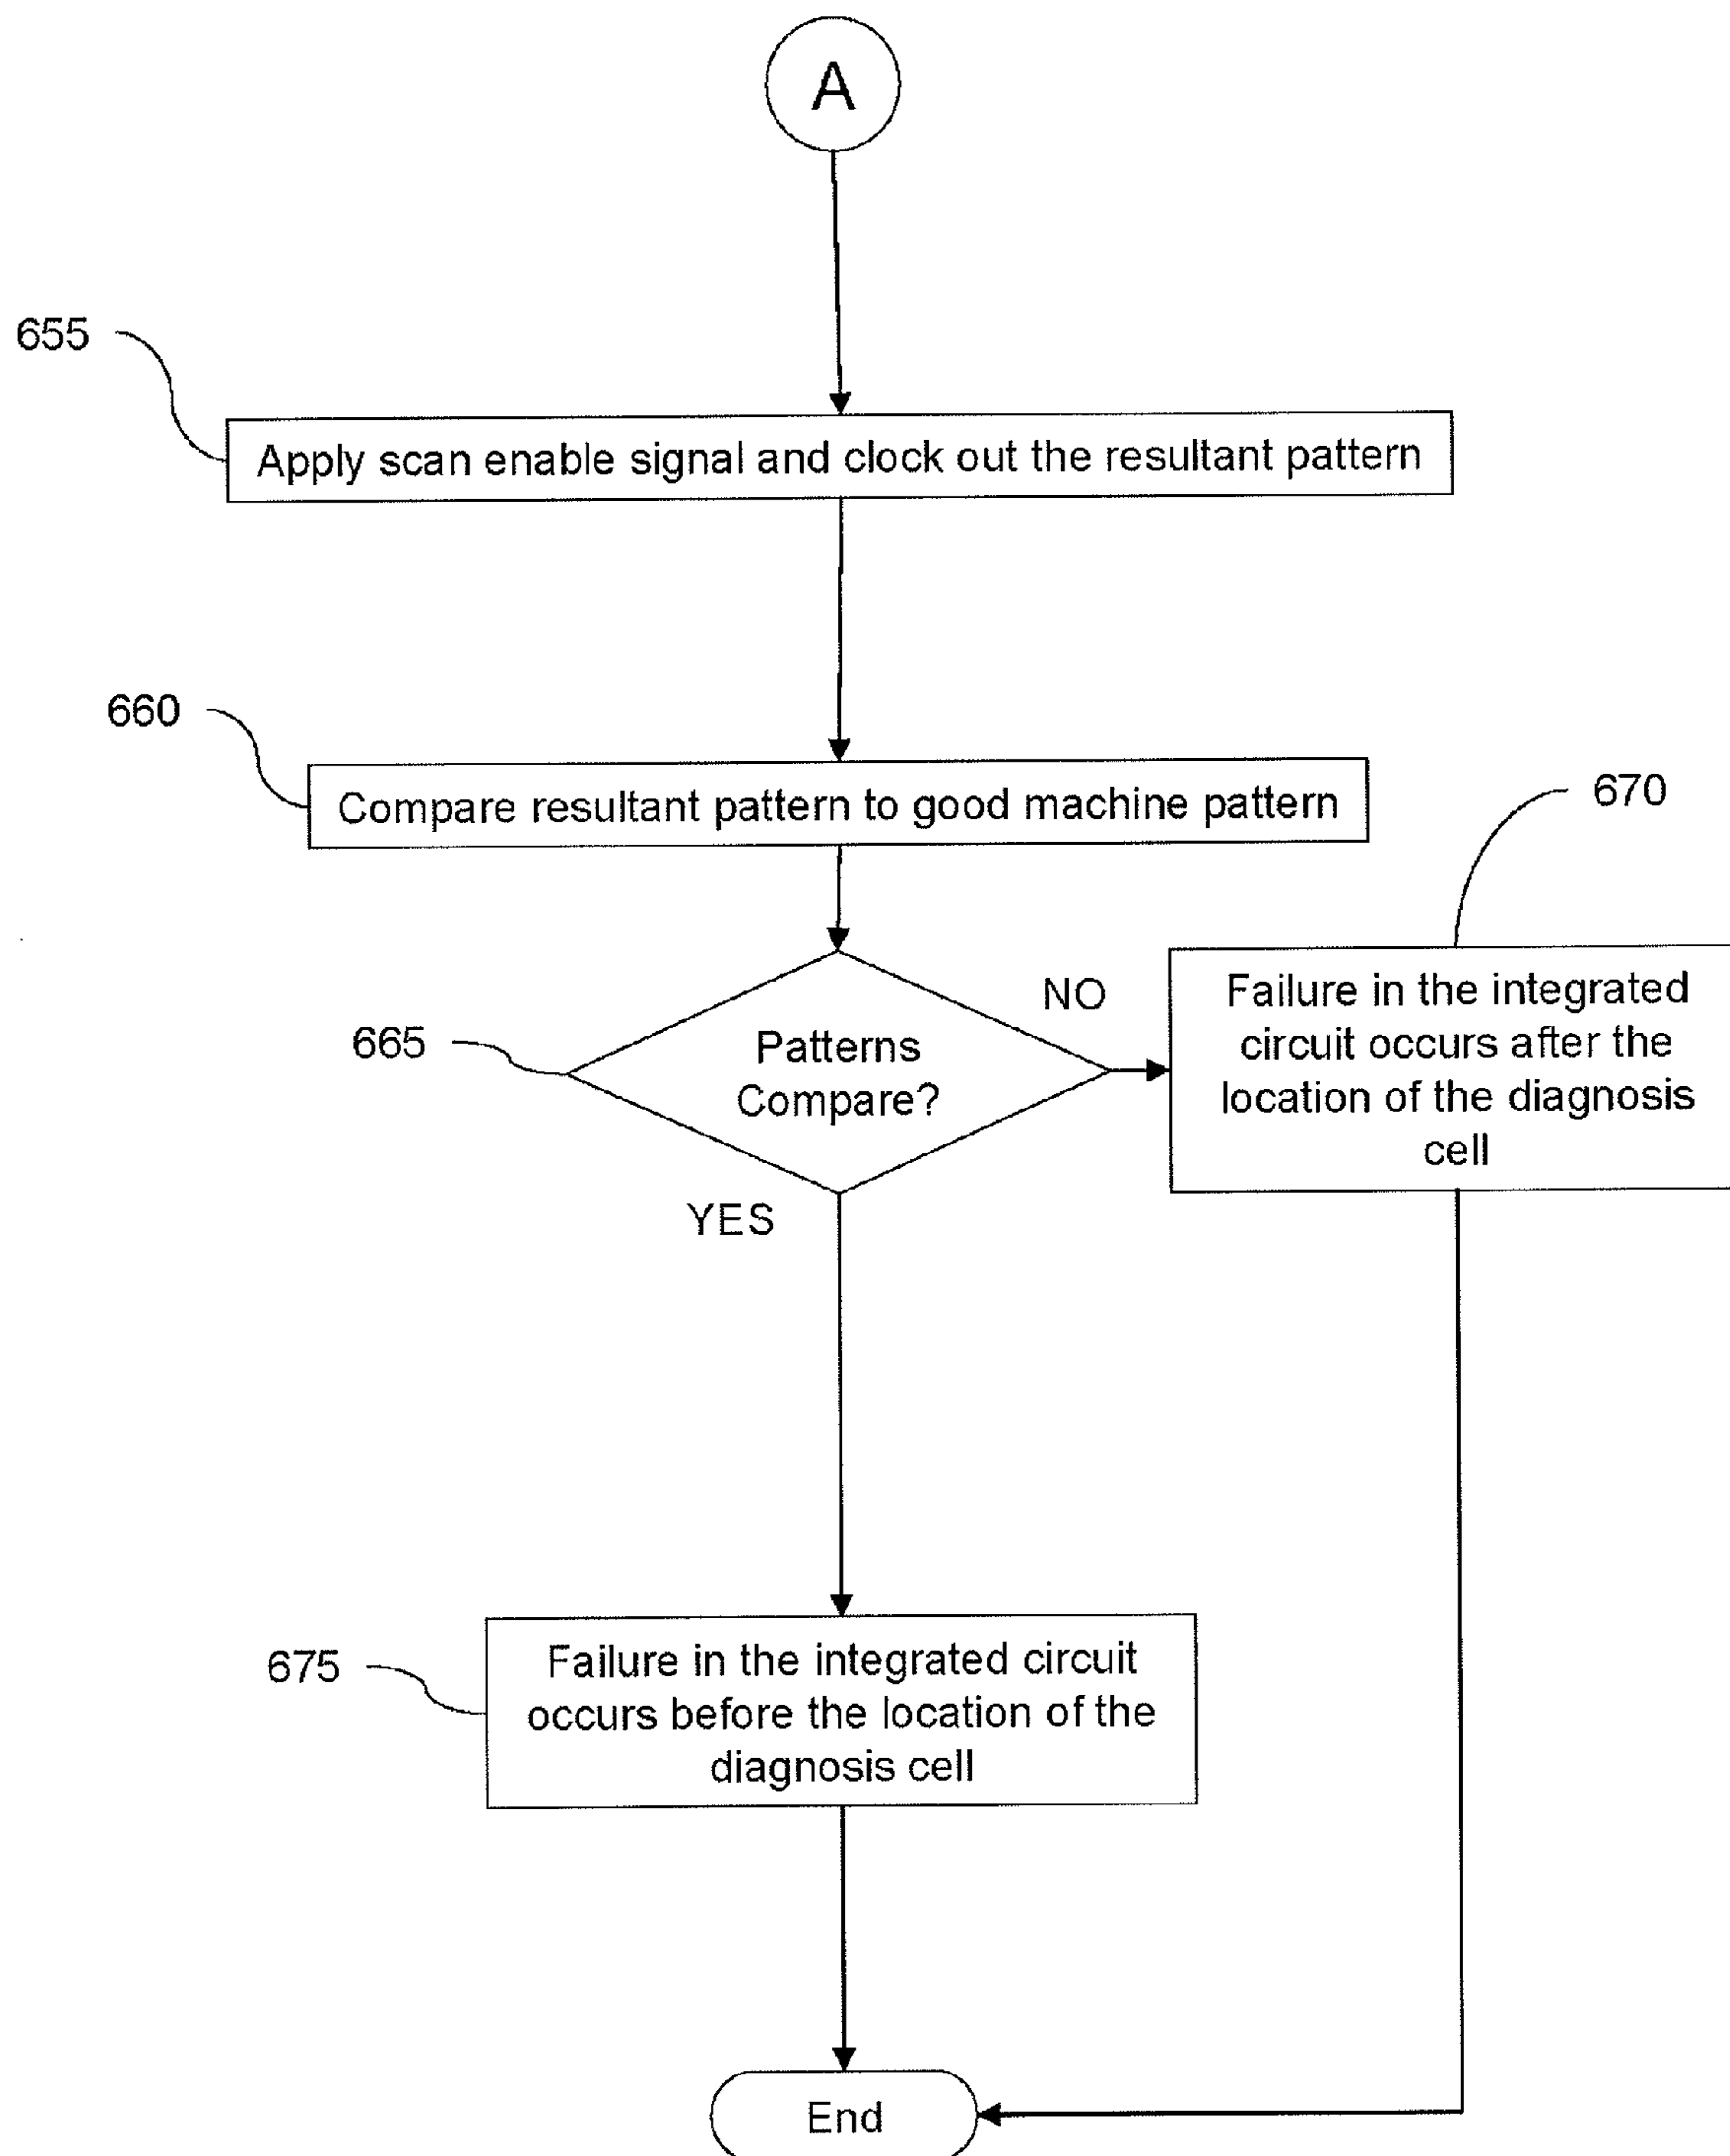 A
655
Apply scan enable signal and clock out the resultant pattern
660
Compare resultant pattern to good machine pattern
670
NO
Failure in the integrated
circuit occurs after the
location of the diagnosis
cell
665
Patterns
Compare?
YES
675
Failure in the integrated circuit
occurs before the location of the
diagnosis cell
End